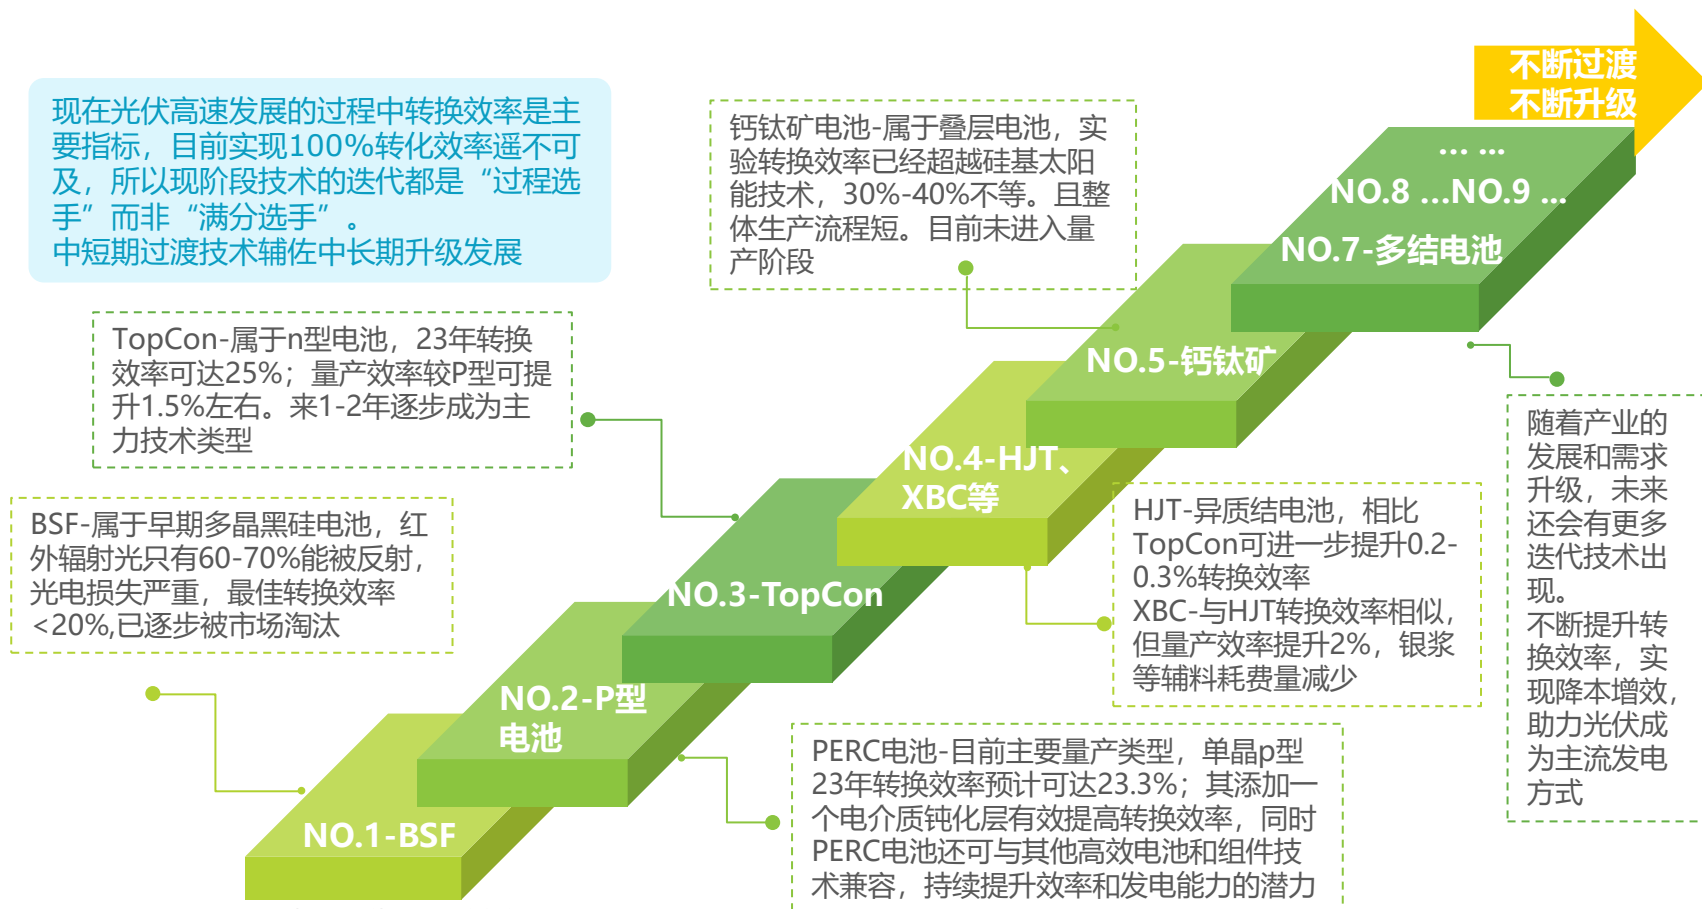 不断过渡
不断升级
现在光伏高速发展的过程中转换效率是主
要指标，目前实现100%转化效率遥不可
及，所以现阶段技术的迭代都是“过程选
手”而非“满分选手”。
中短期过渡技术辅佐中长期升级发展
钙钛矿电池-属于叠层电池，实
验转换效率已经超越硅基太阳
能技术，30%-40%不等。且整
体生产流程短。目前未进入量
产阶段
... ...
NO.8 ...NO.9 ...
NO.7-多结电池
TopCon-属于n型电池，23年转换
效率可达25%；量产效率较P型可提
升1.5%左右。来1-2年逐步成为主
力技术类型
NO.5-钙钛矿
随着产业的
发展和需求
升级，未来
还会有更多
迭代技术出
现。
不断提升转
换效率，实
现降本增效，
助力光伏成
为主流发电
方式
NO.4-HJT、
XBC等
BSF-属于早期多晶黑硅电池，红
外辐射光只有60-70%能被反射，
光电损失严重，最佳转换效率
<20%,已逐步被市场淘汰
HJT-异质结电池，相比
TopCon可进一步提升0.2-
0.3%转换效率
XBC-与HJT转换效率相似，
但量产效率提升2%，银浆
等辅料耗费量减少
NO.3-TopCon
NO.2-P型
电池
PERC电池-目前主要量产类型，单晶p型
23年转换效率预计可达23.3%；其添加一
个电介质钝化层有效提高转换效率，同时
PERC电池还可与其他高效电池和组件技
术兼容，持续提升效率和发电能力的潜力
NO.1-BSF